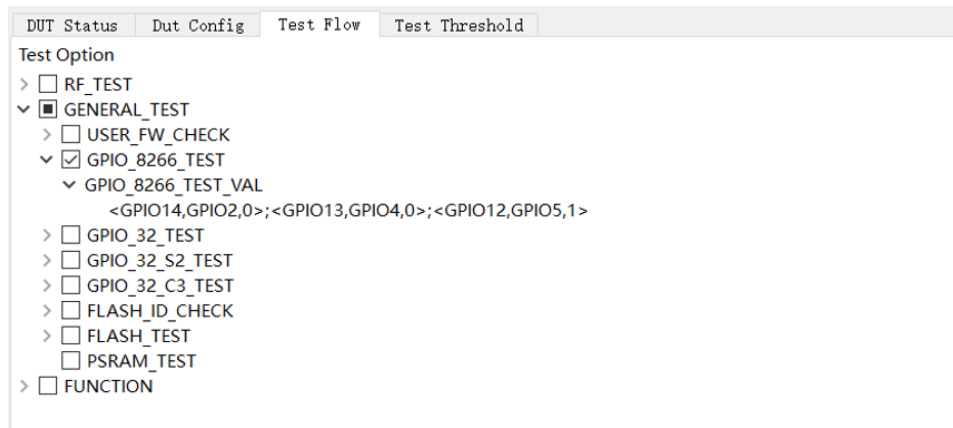 DUT Status Dut Config Test Flow Test Threshold
Test Option
RF_TEST
GENERAL_TEST
USER_FW_CHECK
GPIO_8266_TEST
GPIO_8266_TEST_VAL
<GPIO14,GPIO2,0>;<GPIO13,GPIO4,0>;<GPIO12,GPIO5,1>
GPIO_32_TEST
GPIO_32_S2_TEST
GPIO_32_C3_TEST
FLASH_ID_CHECK
FLASH_TEST
PSRAM_TEST
FUNCTION